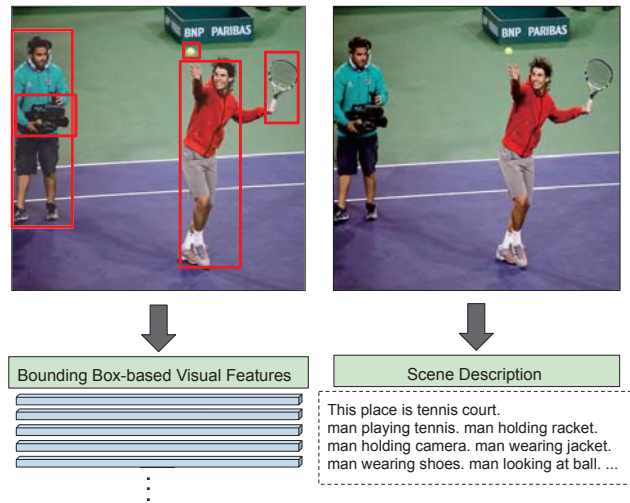 BNP PARIBAS
BNP PARIBAS
Bounding Box-based Visual Features
Scene Description
This place is tennis court.
man playing tennis. man holding racket.
man holding camera. man wearing jacket.
man wearing shoes. man looking at ball. ...